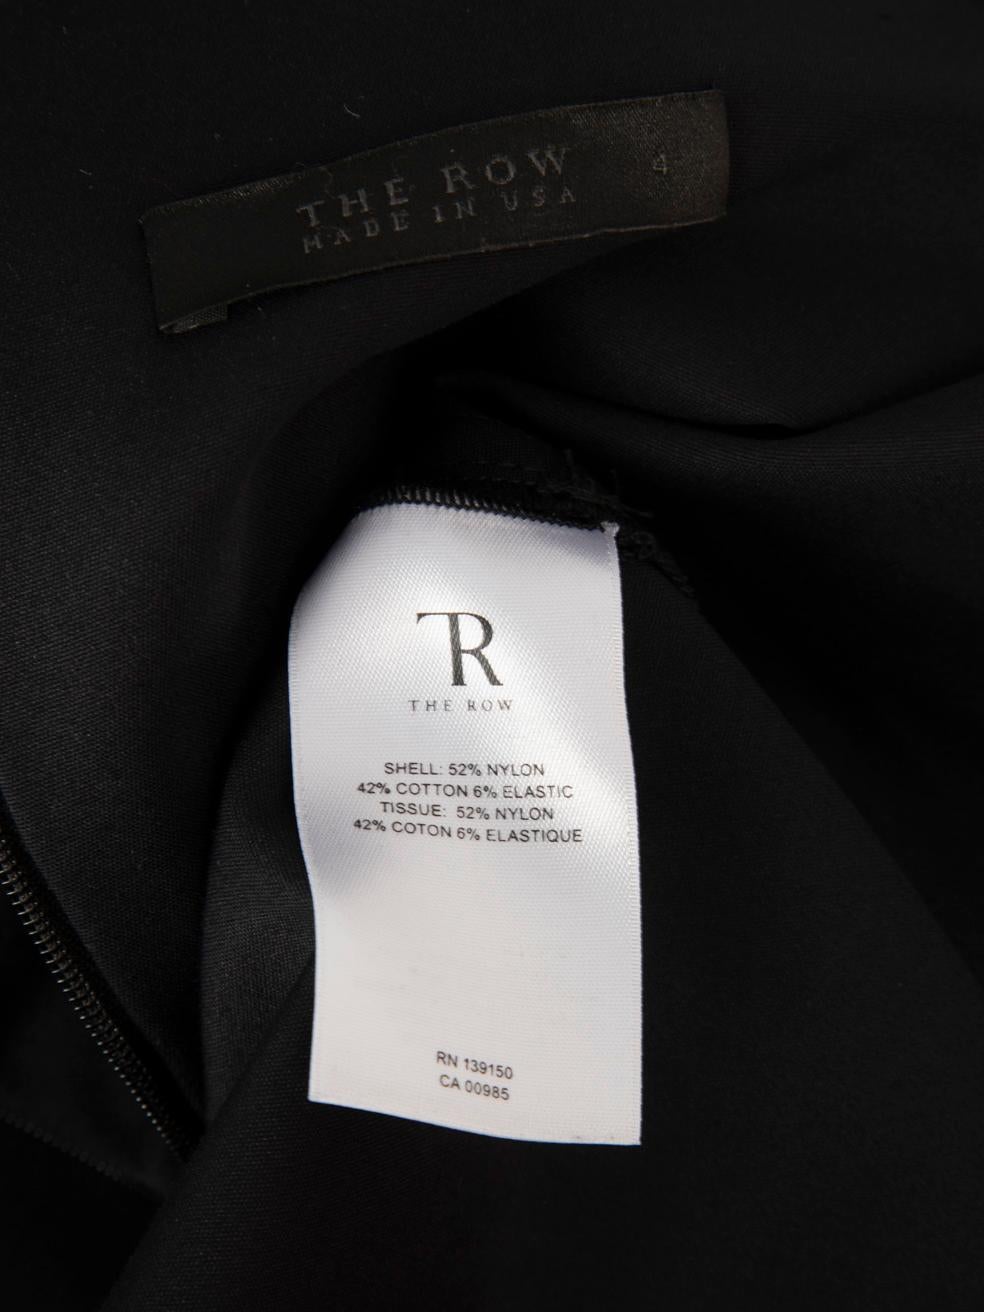 THE ROW 4
MADE IN USA
TR
THE ROW
SHELL: 52% NYLON
42% COTTON 6% ELASTIC
TISSUE: 52% NYLON
42% COTON 6% ELASTIQUE
RN 139150
CA 00985